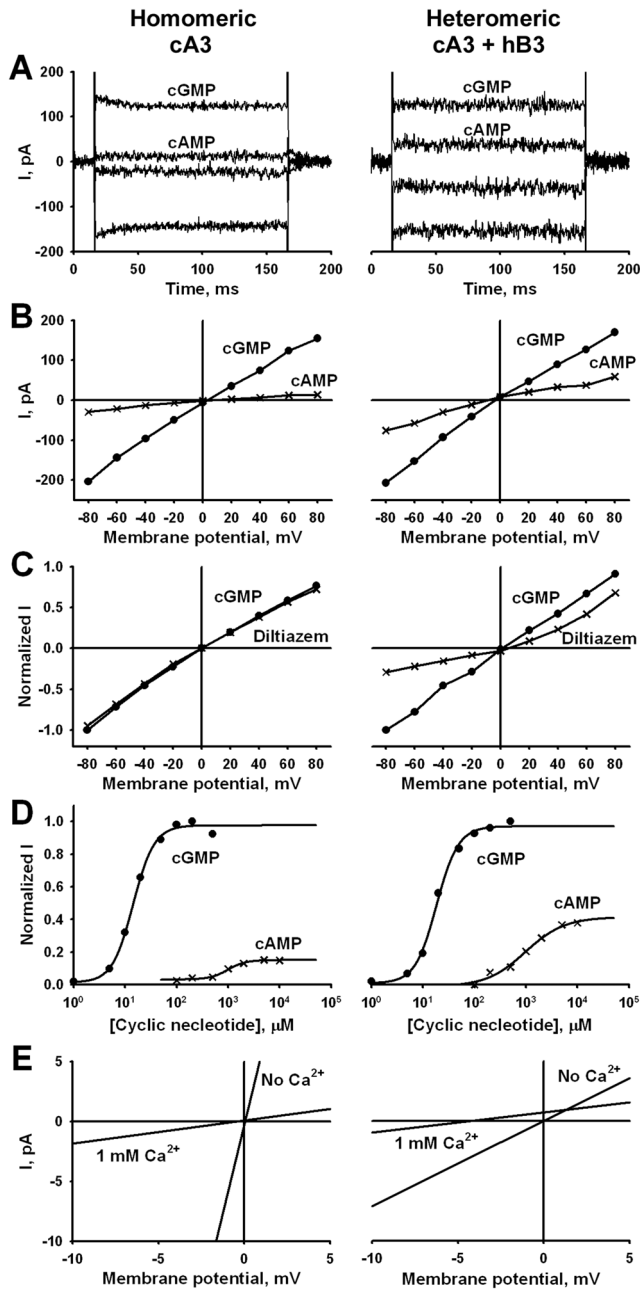 Homomeric
cA3
Heteromeric
cA3 + hB3
A
200
100
0
-100
-200
I, pA
cGMP
cAMP
0 50 100 150 200
Time, ms
cGMP
cAMP
0 50 100 150 200
Time, ms
B
200
100
0
-100
-200
I, pA
cGMP
cAMP
-80 -60 -40 -20 0 20 40 60 80
Membrane potential, mV
cGMP
cAMP
-80 -60 -40 -20 0 20 40 60 80
Membrane potential, mV
C
1.0
0.5
0.0
-0.5
-1.0
Normalized I
cGMP
Diltiazem
-80 -60 -40 -20 0 20 40 60 80
Membrane potential, mV
cGMP
Diltiazem
-80 -60 -40 -20 0 20 40 60 80
Membrane potential, mV
D
1.0
0.8
0.6
0.4
0.2
0.0
Normalized I
cGMP
cAMP
10⁰ 10¹ 10² 10³ 10⁴ 10⁵
[Cyclic necleotide], µM
cGMP
cAMP
10⁰ 10¹ 10² 10³ 10⁴ 10⁵
[Cyclic necleotide], µM
E
5
0
-5
-10
I, pA
No Ca²⁺
1 mM Ca²⁺
-10 -5 0 5
Membrane potential, mV
5
0
-5
-10
No Ca²⁺
1 mM Ca²⁺
-10 -5 0 5
Membrane potential, mV